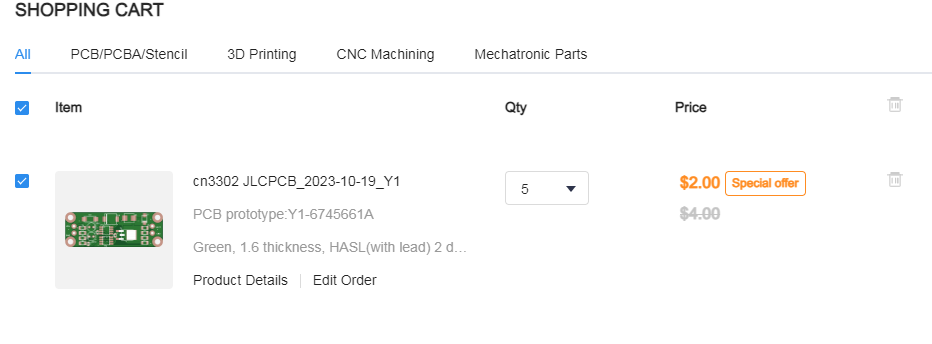 SHOPPING CART
All PCB/PCBA/Stencil 3D Printing CNC Machining Mechatronic Parts
Item Qty Price
cn3302 JLCPCB_2023-10-19_Y1 5 $2.00 Special offer
PCB prototype:Y1-6745661A $4.00
Green, 1.6 thickness, HASL(with lead) 2 d...
Product Details Edit Order